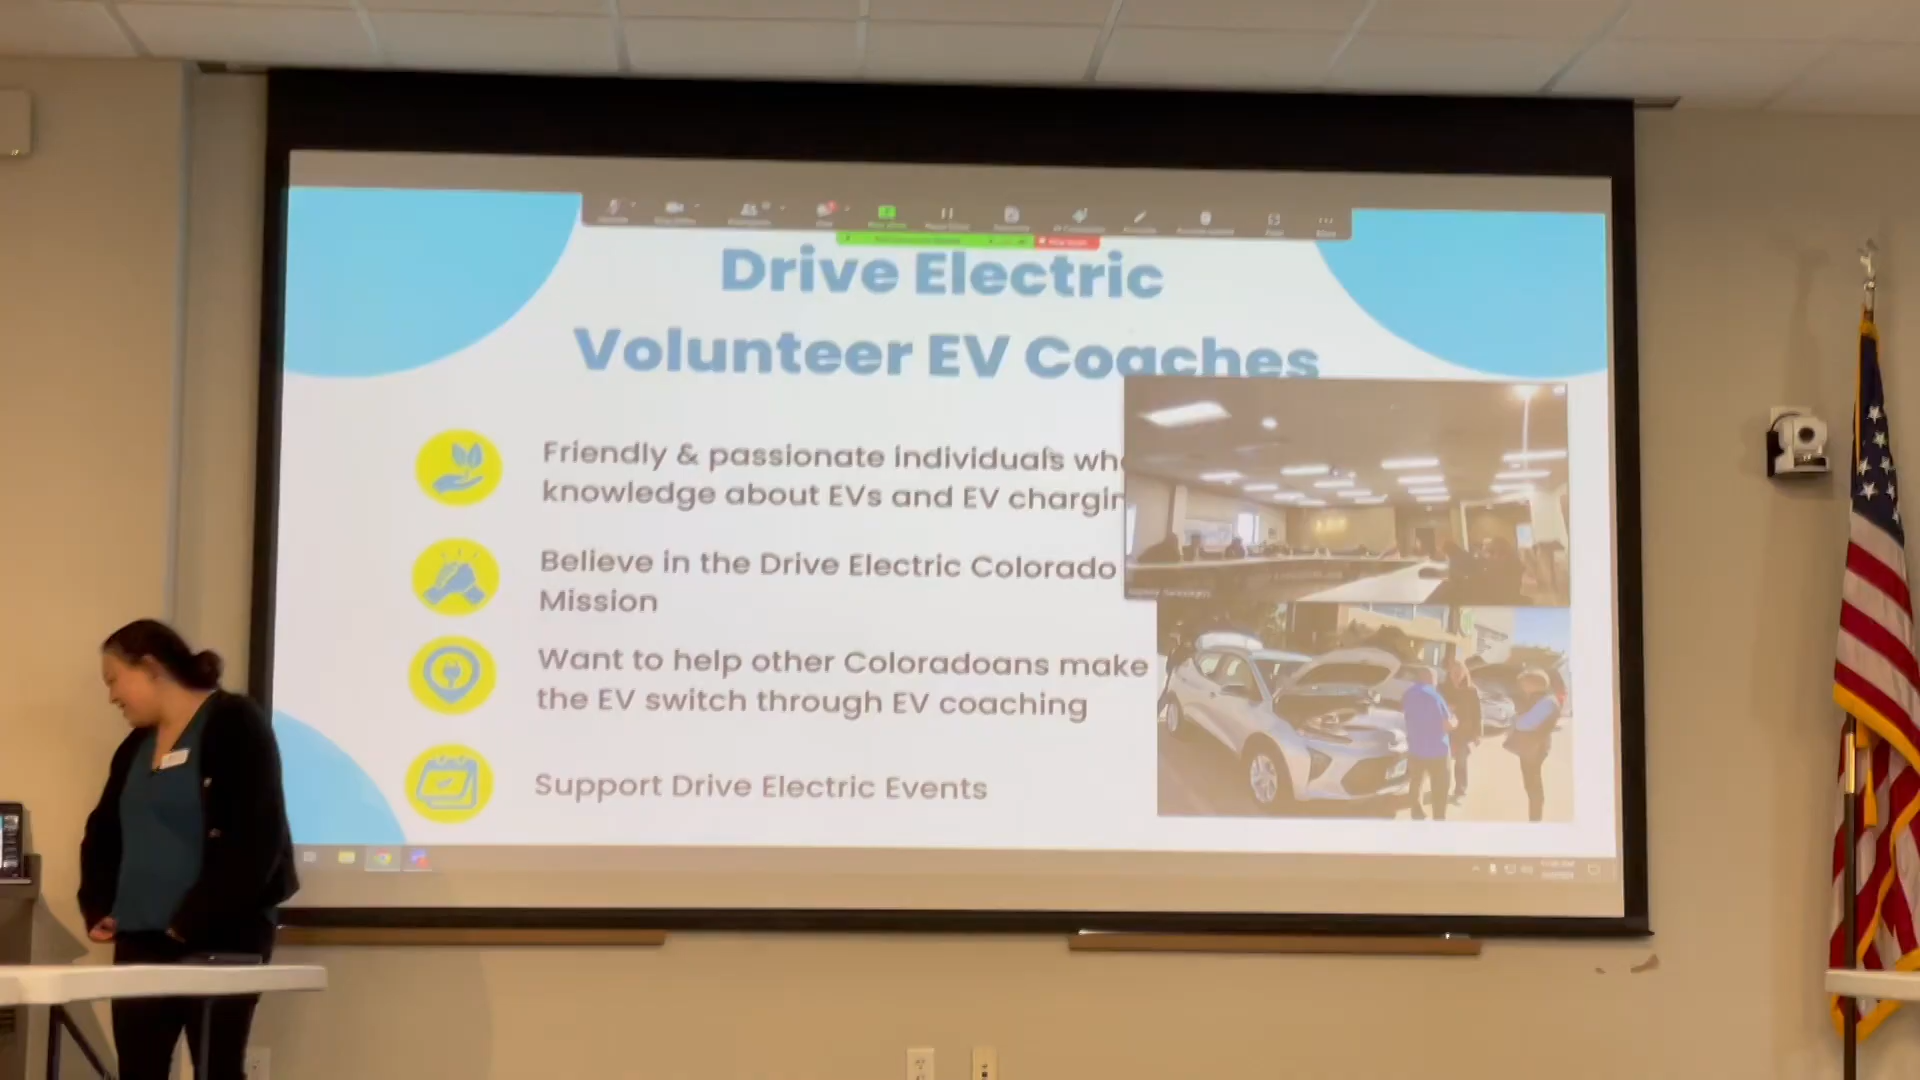 Drive Electric
Volunteer EV Coaches
Friendly & passionate individuals who
knowledge about EVs and EV chargin
Believe in the Drive Electric Colorado
Mission
Want to help other Coloradoans make
the EV switch through EV coaching
Support Drive Electric Events